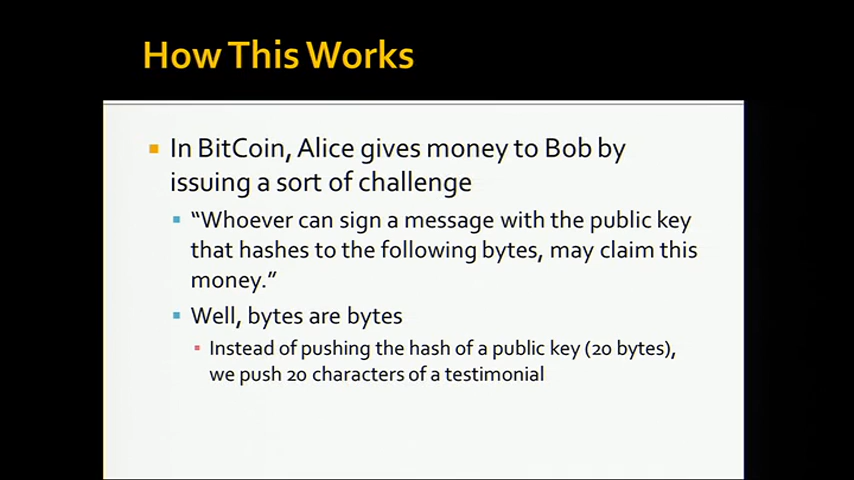 How This Works
In BitCoin, Alice gives money to Bob by
issuing a sort of challenge
“Whoever can sign a message with the public key
that hashes to the following bytes, may claim this
money.”
Well, bytes are bytes
Instead of pushing the hash of a public key (20 bytes),
we push 20 characters of a testimonial